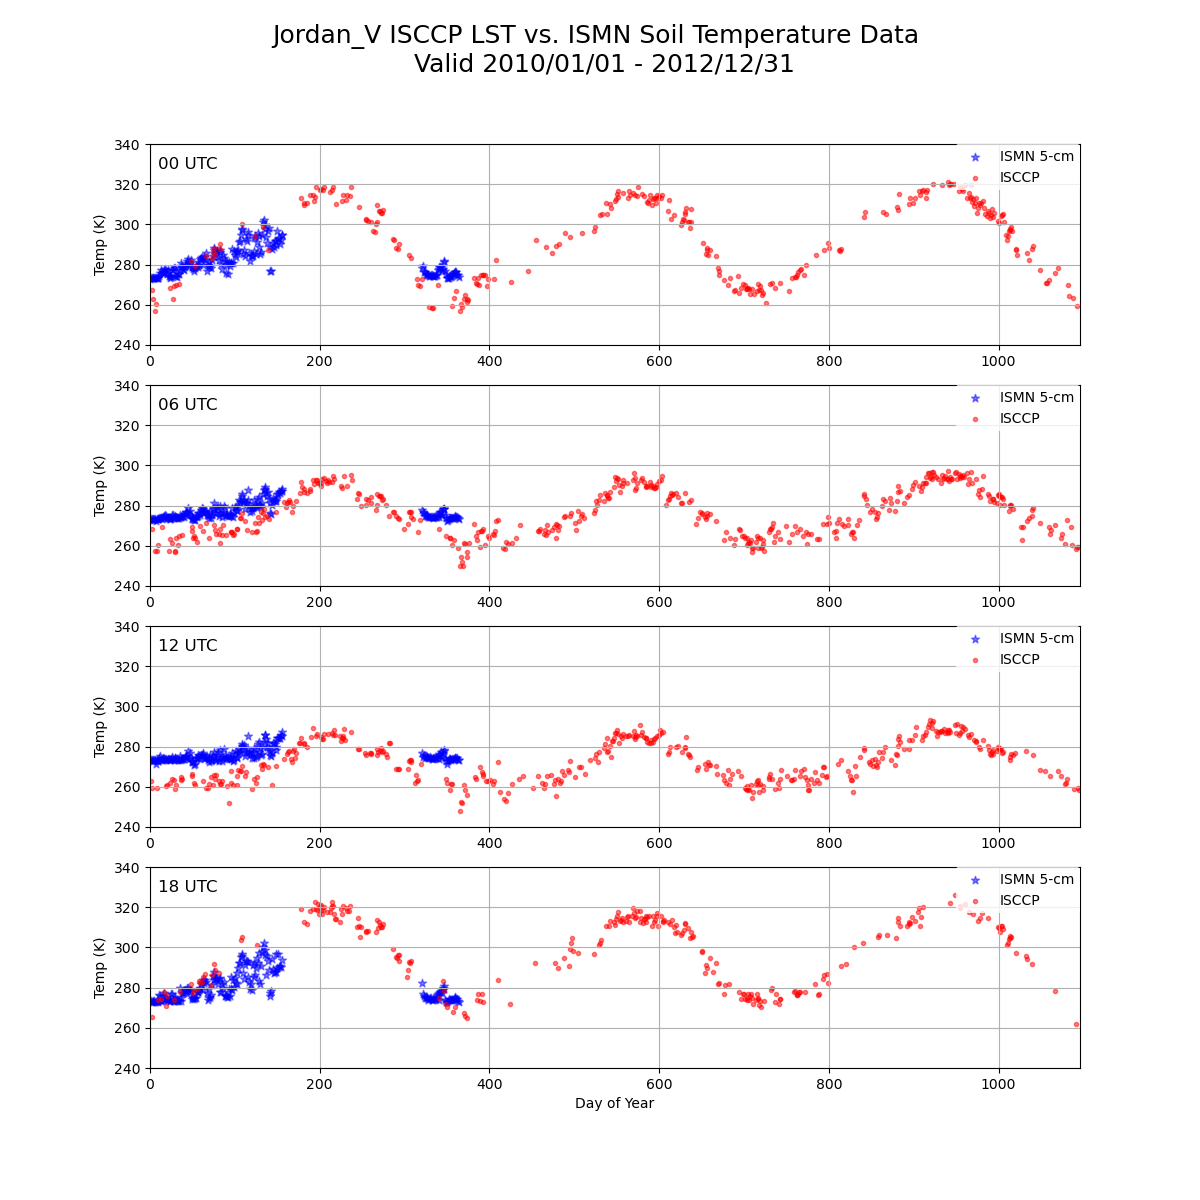 Jordan_V ISCCP LST vs. ISMN Soil Temperature Data
Valid 2010/01/01 - 2012/12/31
340
320
300
280
260
240
Temp (K)
00 UTC
ISMN 5-cm
ISCCP
0
200
400
600
800
1000
340
320
300
280
260
240
Temp (K)
06 UTC
ISMN 5-cm
ISCCP
0
200
400
600
800
1000
340
320
300
280
260
240
Temp (K)
12 UTC
ISMN 5-cm
ISCCP
0
200
400
600
800
1000
340
320
300
280
260
240
Temp (K)
18 UTC
ISMN 5-cm
ISCCP
0
200
400
600
800
1000
Day of Year